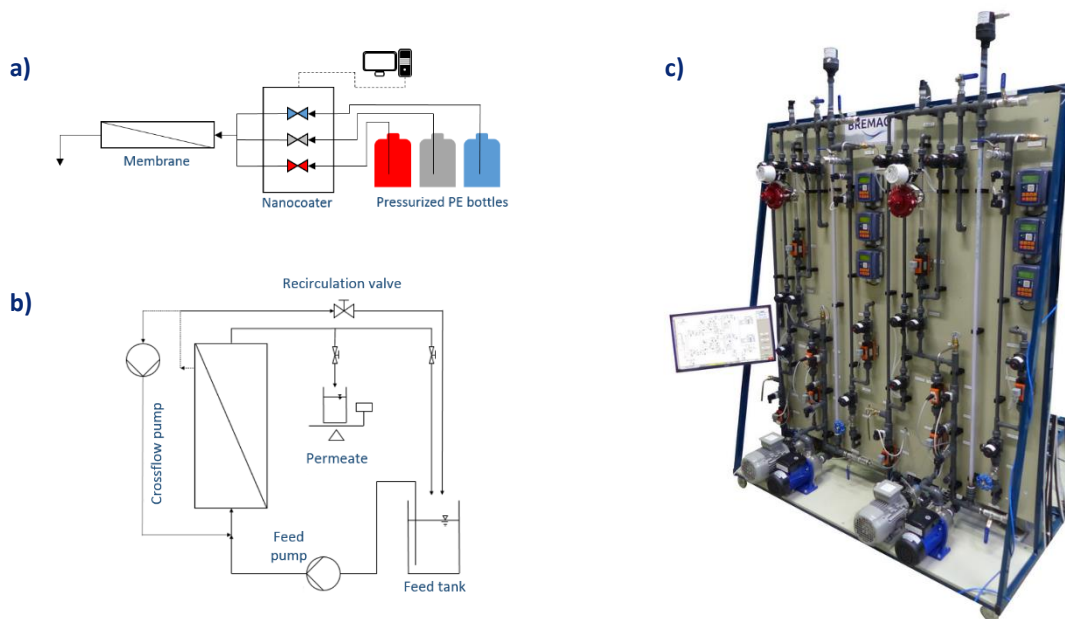 a)
Membrane
Nanocoater
Pressurized PE bottles
b)
Recirculation valve
Crossflow pump
Permeate
Feed
pump
Feed tank
c)
BREMAC